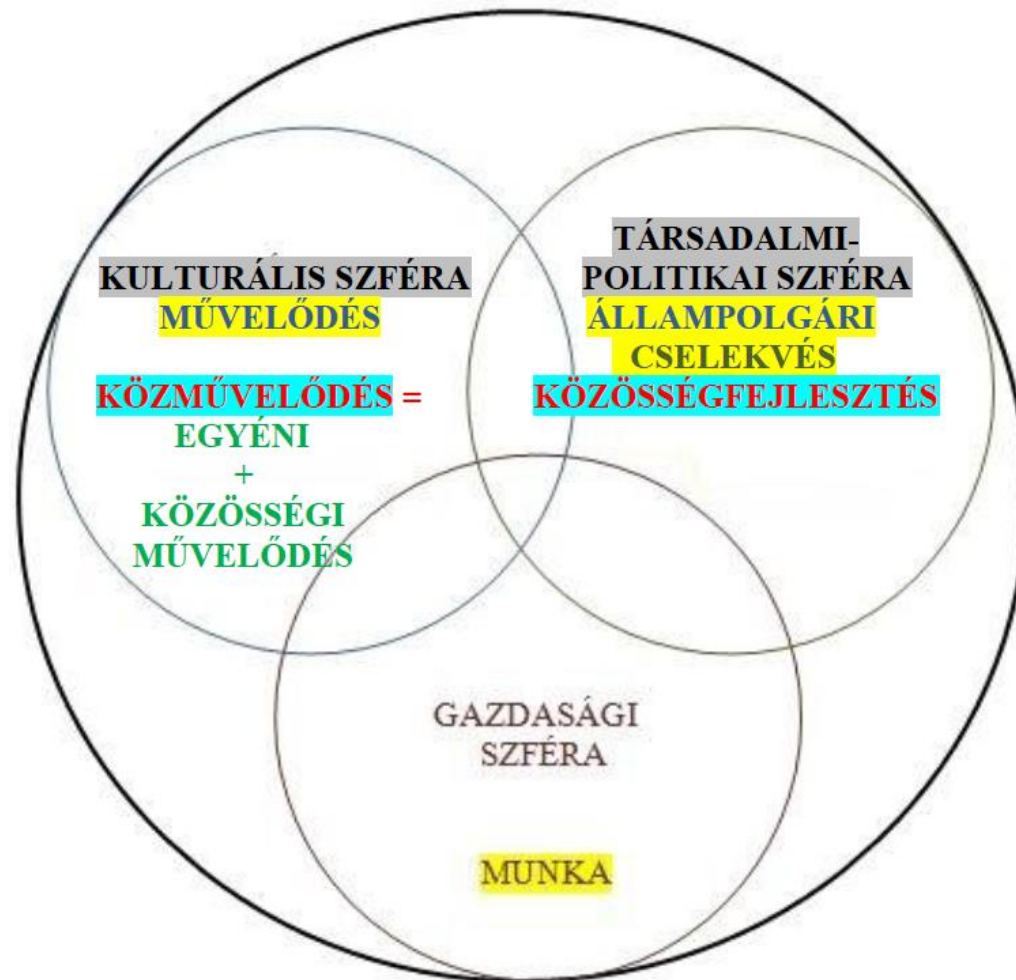 KULTURÁLIS SZFÉRA
MŰVELŐDÉS
KÖZMŰVELŐDÉS =
EGYÉNI
+
KÖZÖSSÉGI
MŰVELŐDÉS
TÁRSADALMI-
POLITIKAI SZFÉRA
ÁLLAMPOLGÁRI
CSELEKVÉS
KÖZÖSSÉGFEJLESZTÉS
GAZDASÁGI
SZFÉRA
MUNKA